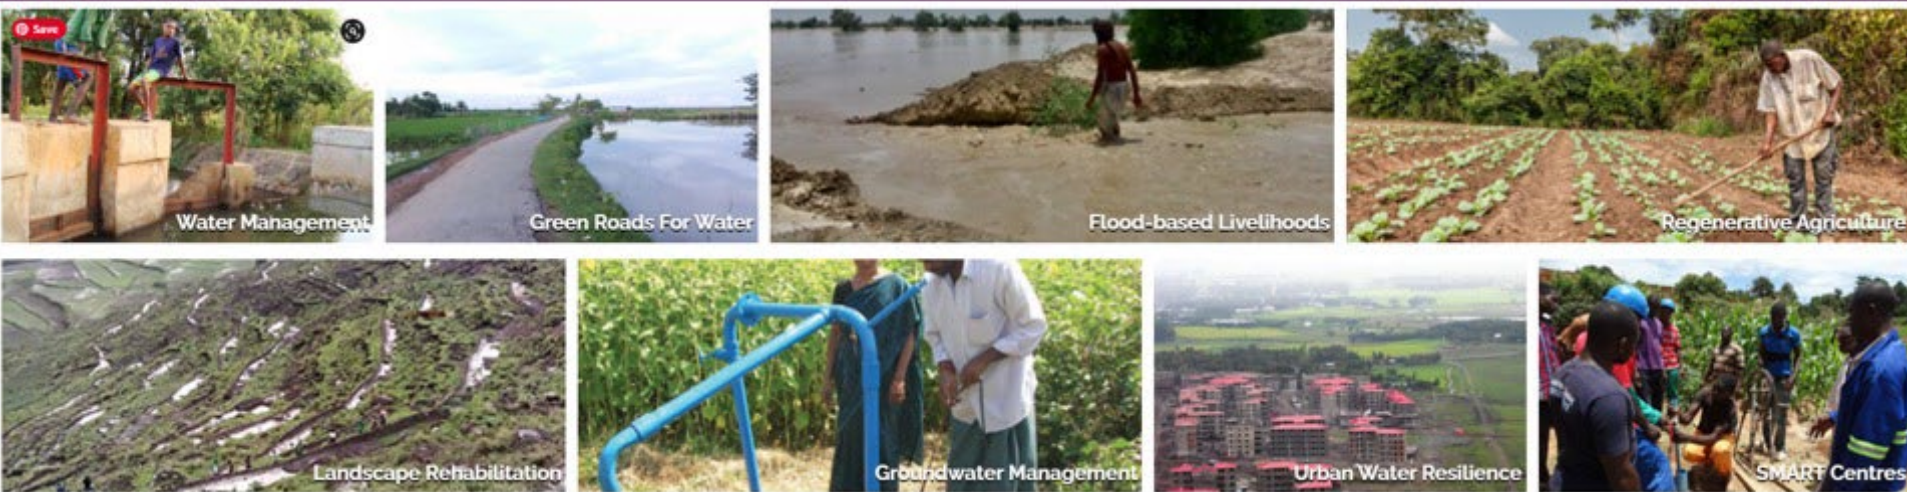 Save
Water Management
Green Roads For Water
Flood-based Livelihoods
Regenerative Agriculture
Landscape Rehabilitation
Groundwater Management
Urban Water Resilience
SMART Centres